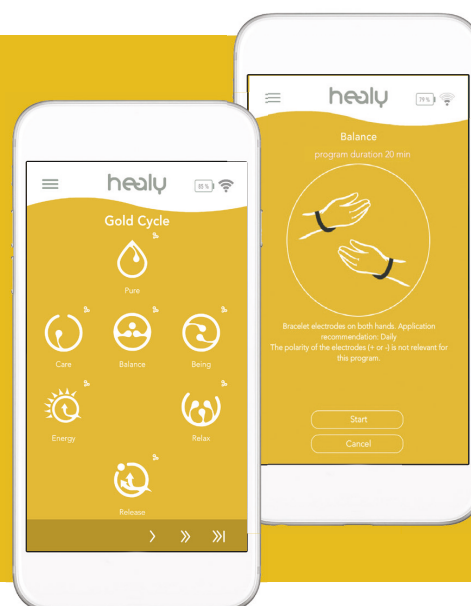 healy
85 %
Gold Cycle
Pure
Care
Balance
Being
Energy
Relax
Release
healy
79 %
Balance
program duration 20 min
Bracelet electrodes on both hands. Application
recommendation: Daily
The polarity of the electrodes (+ or -) is not relevant for
this program.
Start
Cancel